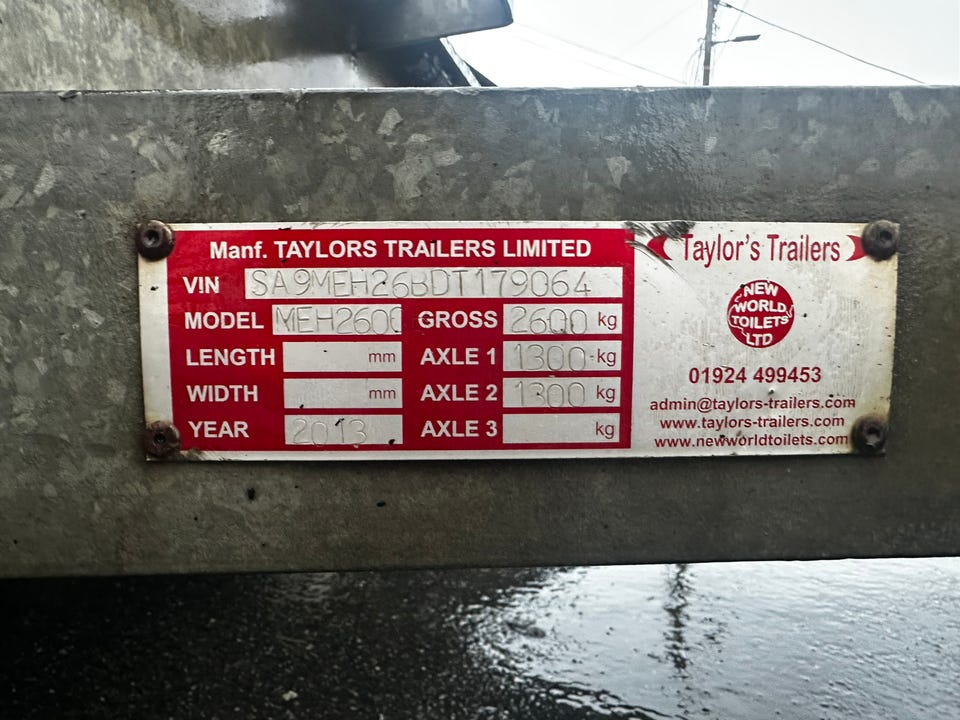 Manf. TAYLORS TRAiLERS LIMITED
VIN SA9MEH26BDT179064
MODEL MEH2600 GROSS 2600 kg
LENGTH mm AXLE 1 1300 kg
WIDTH mm AXLE 2 1300 kg
YEAR 2013 AXLE 3 kg
Taylor's Trailers
NEW
WORLD
TOILETS
LTD
01924 499453
admin@taylors-trailers.com
www.taylors-trailers.com
www.newworldtoilets.com